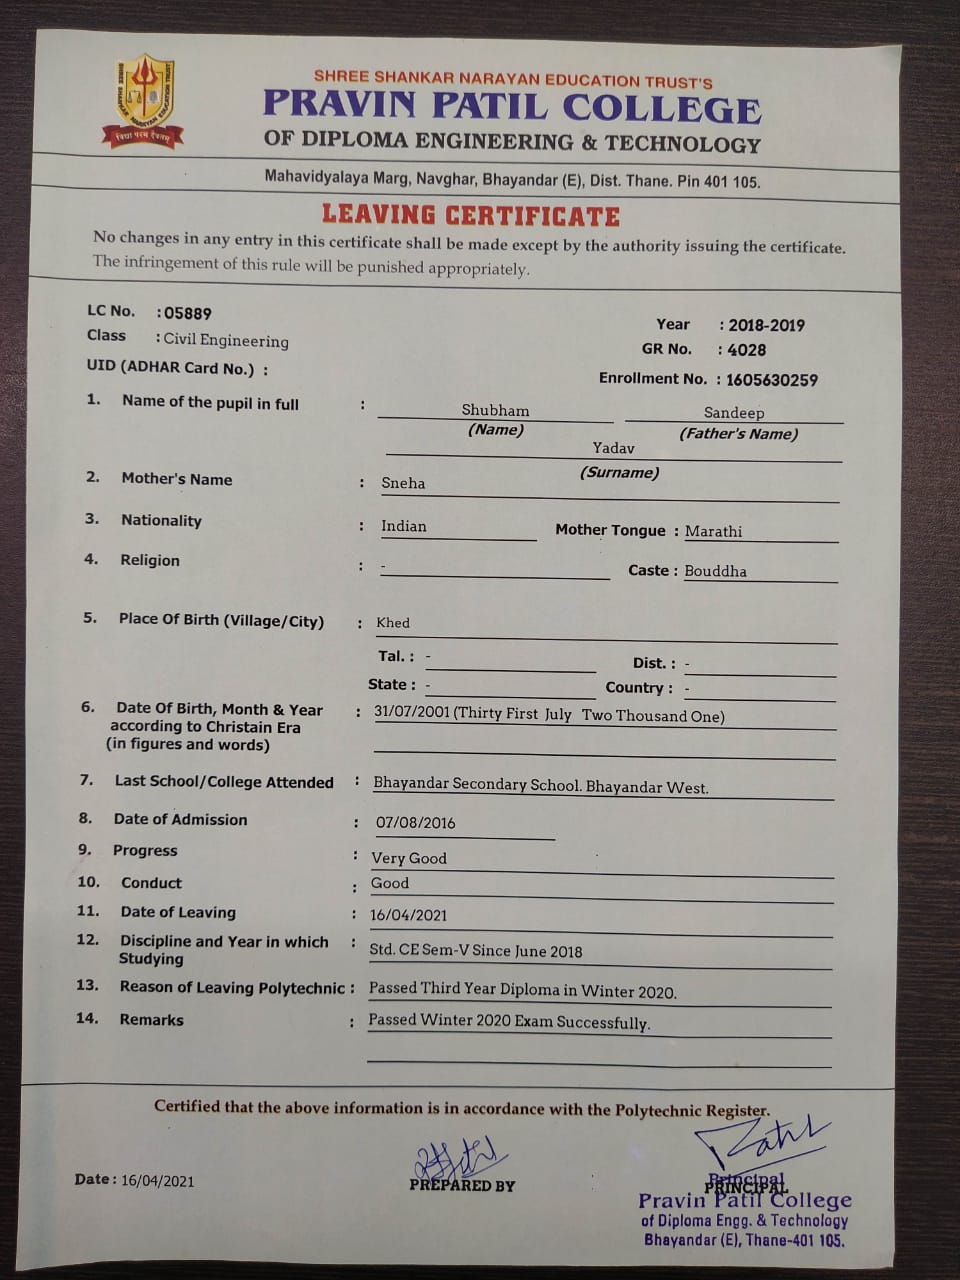 SHREE SHANKAR NARAYAN EDUCATION TRUST
विद्या परम दैवतम्
SHREE SHANKAR NARAYAN EDUCATION TRUST'S
PRAVIN PATIL COLLEGE
OF DIPLOMA ENGINEERING & TECHNOLOGY
Mahavidyalaya Marg, Navghar, Bhayandar (E), Dist. Thane. Pin 401 105.
LEAVING CERTIFICATE
No changes in any entry in this certificate shall be made except by the authority issuing the certificate.
The infringement of this rule will be punished appropriately.
LC No. : 05889
Class : Civil Engineering
UID (ADHAR Card No.) :
Year : 2018-2019
GR No. : 4028
Enrollment No. : 1605630259
1. Name of the pupil in full : Shubham Sandeep
(Name) (Father's Name)
Yadav
(Surname)
2. Mother's Name : Sneha
3. Nationality : Indian Mother Tongue : Marathi
4. Religion : - Caste : Bouddha
5. Place Of Birth (Village/City) : Khed
Tal. : - Dist. : -
State : - Country : -
6. Date Of Birth, Month & Year : 31/07/2001 (Thirty First July Two Thousand One)
according to Christain Era
(in figures and words)
7. Last School/College Attended : Bhayandar Secondary School. Bhayandar West.
8. Date of Admission : 07/08/2016
9. Progress : Very Good
10. Conduct : Good
11. Date of Leaving : 16/04/2021
12. Discipline and Year in which : Std. CE Sem-V Since June 2018
Studying
13. Reason of Leaving Polytechnic : Passed Third Year Diploma in Winter 2020.
14. Remarks : Passed Winter 2020 Exam Successfully.
Certified that the above information is in accordance with the Polytechnic Register.
Date : 16/04/2021
PREPARED BY
Principal
PRINCIPAL
Pravin Patil College
of Diploma Engg. & Technology
Bhayandar (E), Thane-401 105.